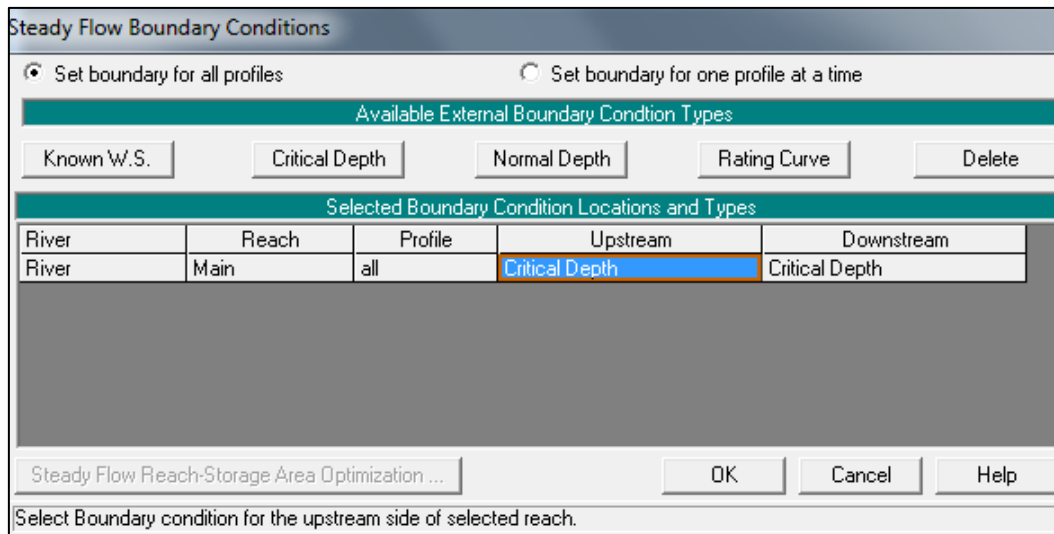 Steady Flow Boundary Conditions
Set boundary for all profiles Set boundary for one profile at a time
Available External Boundary Condtion Types
Known W.S. Critical Depth Normal Depth Rating Curve Delete
Selected Boundary Condition Locations and Types
River Reach Profile Upstream Downstream
River Main all Critical Depth Critical Depth
Steady Flow Reach-Storage Area Optimization ... OK Cancel Help
Select Boundary condition for the upstream side of selected reach.